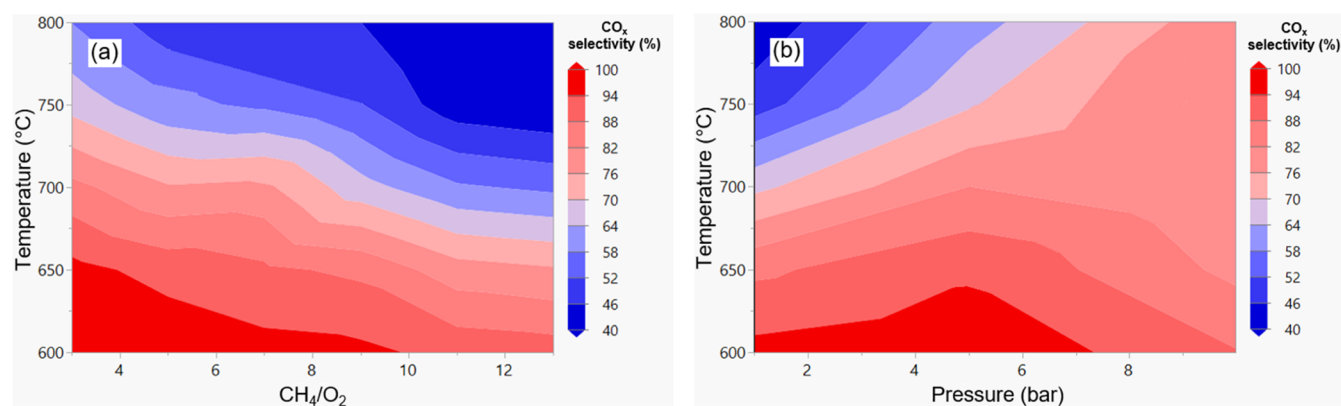 (a)
Temperature (°C)
800
750
700
650
600
4 6 8 10 12
CH₄/O₂
COₓ
selectivity (%)
100
94
88
82
76
70
64
58
52
46
40
(b)
Temperature (°C)
800
750
700
650
600
2 4 6 8
Pressure (bar)
COₓ
selectivity (%)
100
94
88
82
76
70
64
58
52
46
40